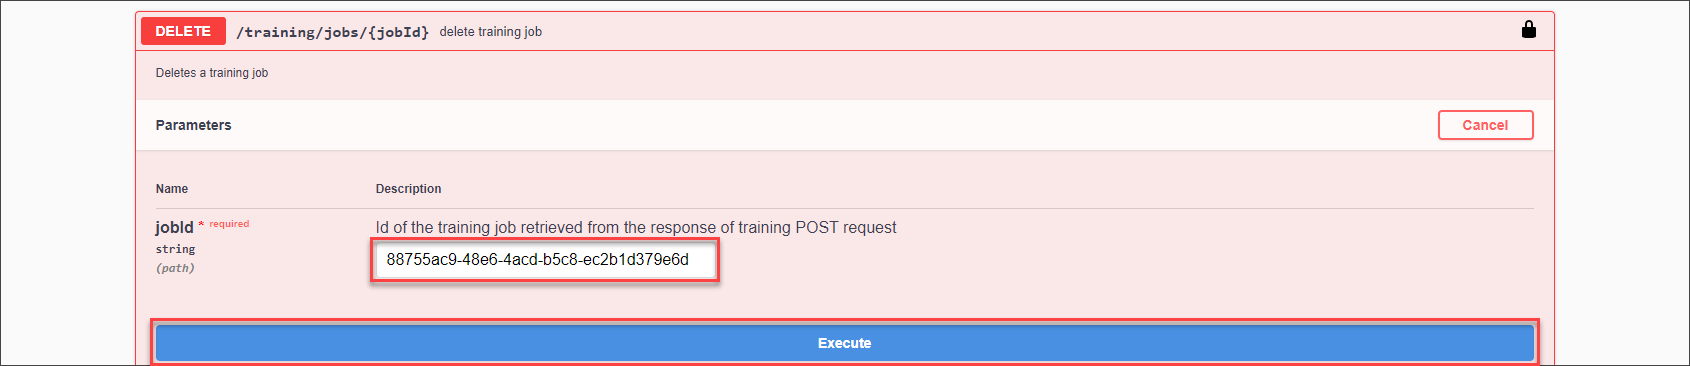 DELETE /training/jobs/{jobId} delete training job
Deletes a training job
Parameters Cancel
Name Description
jobId * required Id of the training job retrieved from the response of training POST request
string
88755ac9-48e6-4acd-b5c8-ec2b1d379e6d
(path)
Execute